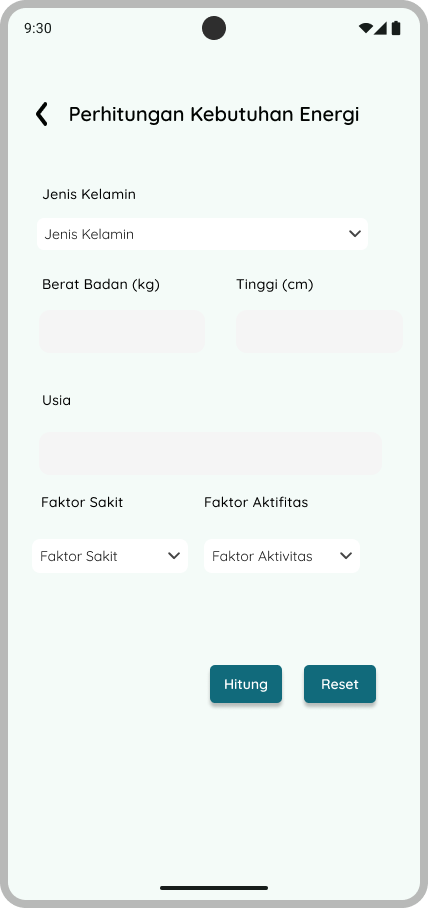 9:30
Perhitungan Kebutuhan Energi
Jenis Kelamin
Jenis Kelamin
Berat Badan (kg) Tinggi (cm)
Usia
Faktor Sakit Faktor Aktifitas
Faktor Sakit Faktor Aktivitas
Hitung Reset